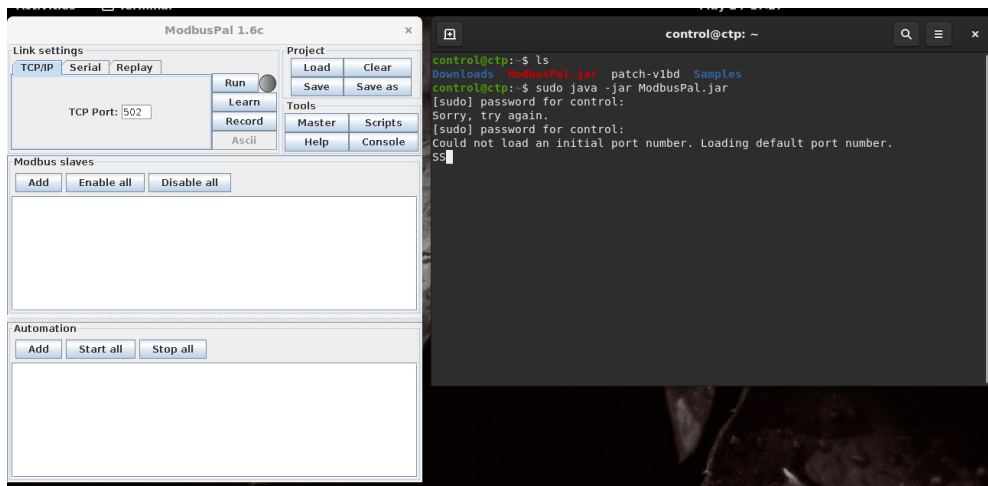 ModbusPal 1.6c
×
Link settings
TCP/IP Serial Replay
TCP Port: 502
Run
Learn
Record
Ascii
Project
Load Clear
Save Save as
Tools
Master Scripts
Help Console
Modbus slaves
Add Enable all Disable all
Automation
Add Start all Stop all
control@ctp: ~
×
control@ctp:~$ ls
Downloads ModbusPal.jar patch-v1bd Samples
control@ctp:~$ sudo java -jar ModbusPal.jar
[sudo] password for control:
Sorry, try again.
[sudo] password for control:
Could not load an initial port number. Loading default port number.
SS